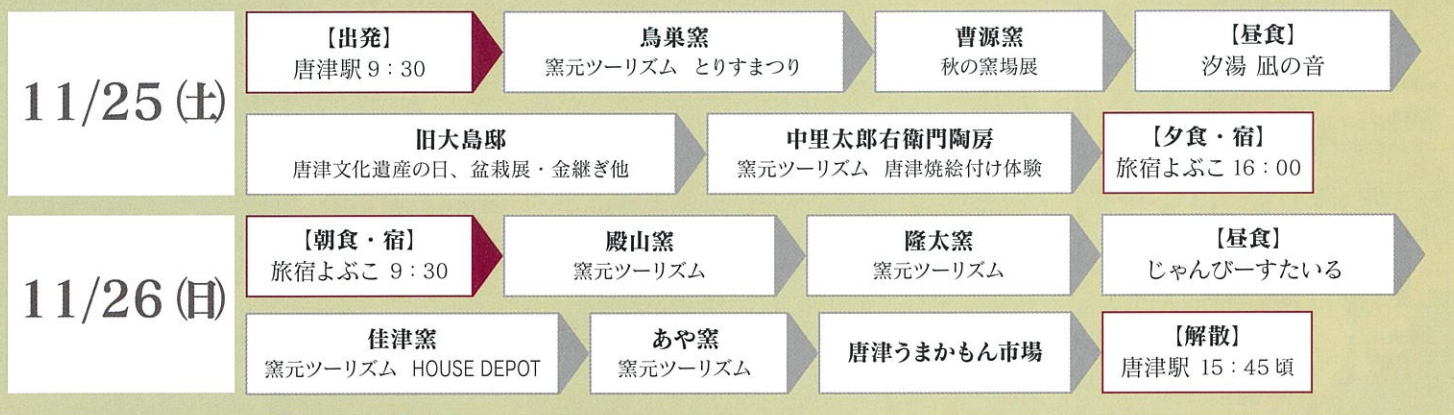 11/25 (土)
【出発】
唐津駅 9：30
鳥巣窯
窯元ツーリズム とりすまつり
曹源窯
秋の窯場展
【昼食】
汐湯 凪の音
旧大島邸
唐津文化遺産の日、盆栽展・金継ぎ他
中里太郎右衛門陶房
窯元ツーリズム 唐津焼絵付け体験
【夕食・宿】
旅宿よぶこ 16：00
11/26 (日)
【朝食・宿】
旅宿よぶこ 9：30
殿山窯
窯元ツーリズム
隆太窯
窯元ツーリズム
【昼食】
じゃんびーすたいる
佳津窯
窯元ツーリズム HOUSE DEPOT
あや窯
窯元ツーリズム
唐津うまかもん市場
【解散】
唐津駅 15：45 頃